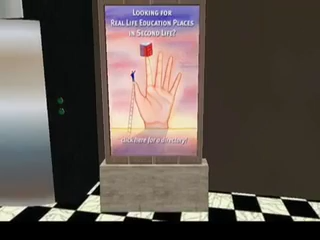 Looking for
Real Life Education Places
in Second Life?
click here for a directory!